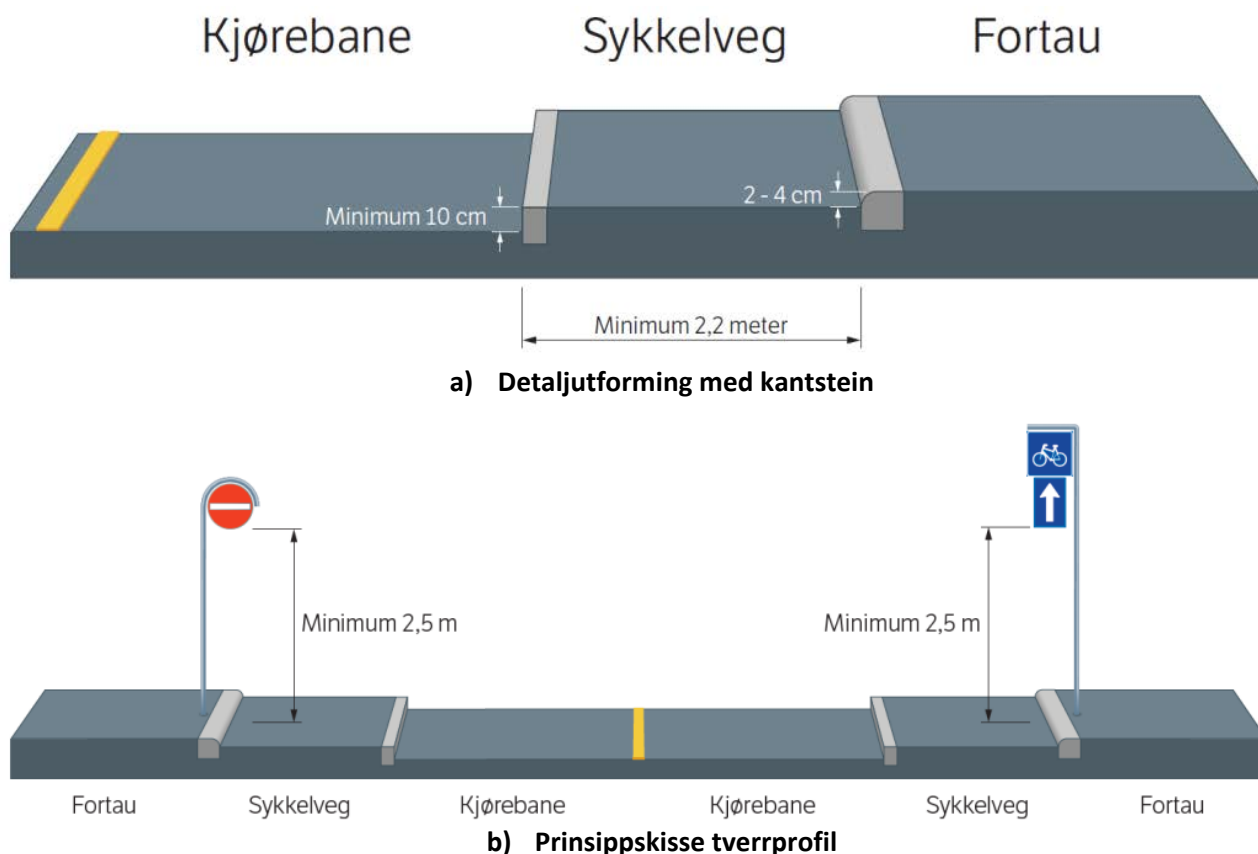 Kjørebane Sykkelveg Fortau
Minimum 10 cm
2 - 4 cm
Minimum 2,2 meter
a) Detaljutforming med kantstein
Minimum 2,5 m
Minimum 2,5 m
Fortau Sykkelveg Kjørebane Kjørebane Sykkelveg Fortau
b) Prinsippskisse tverrprofil